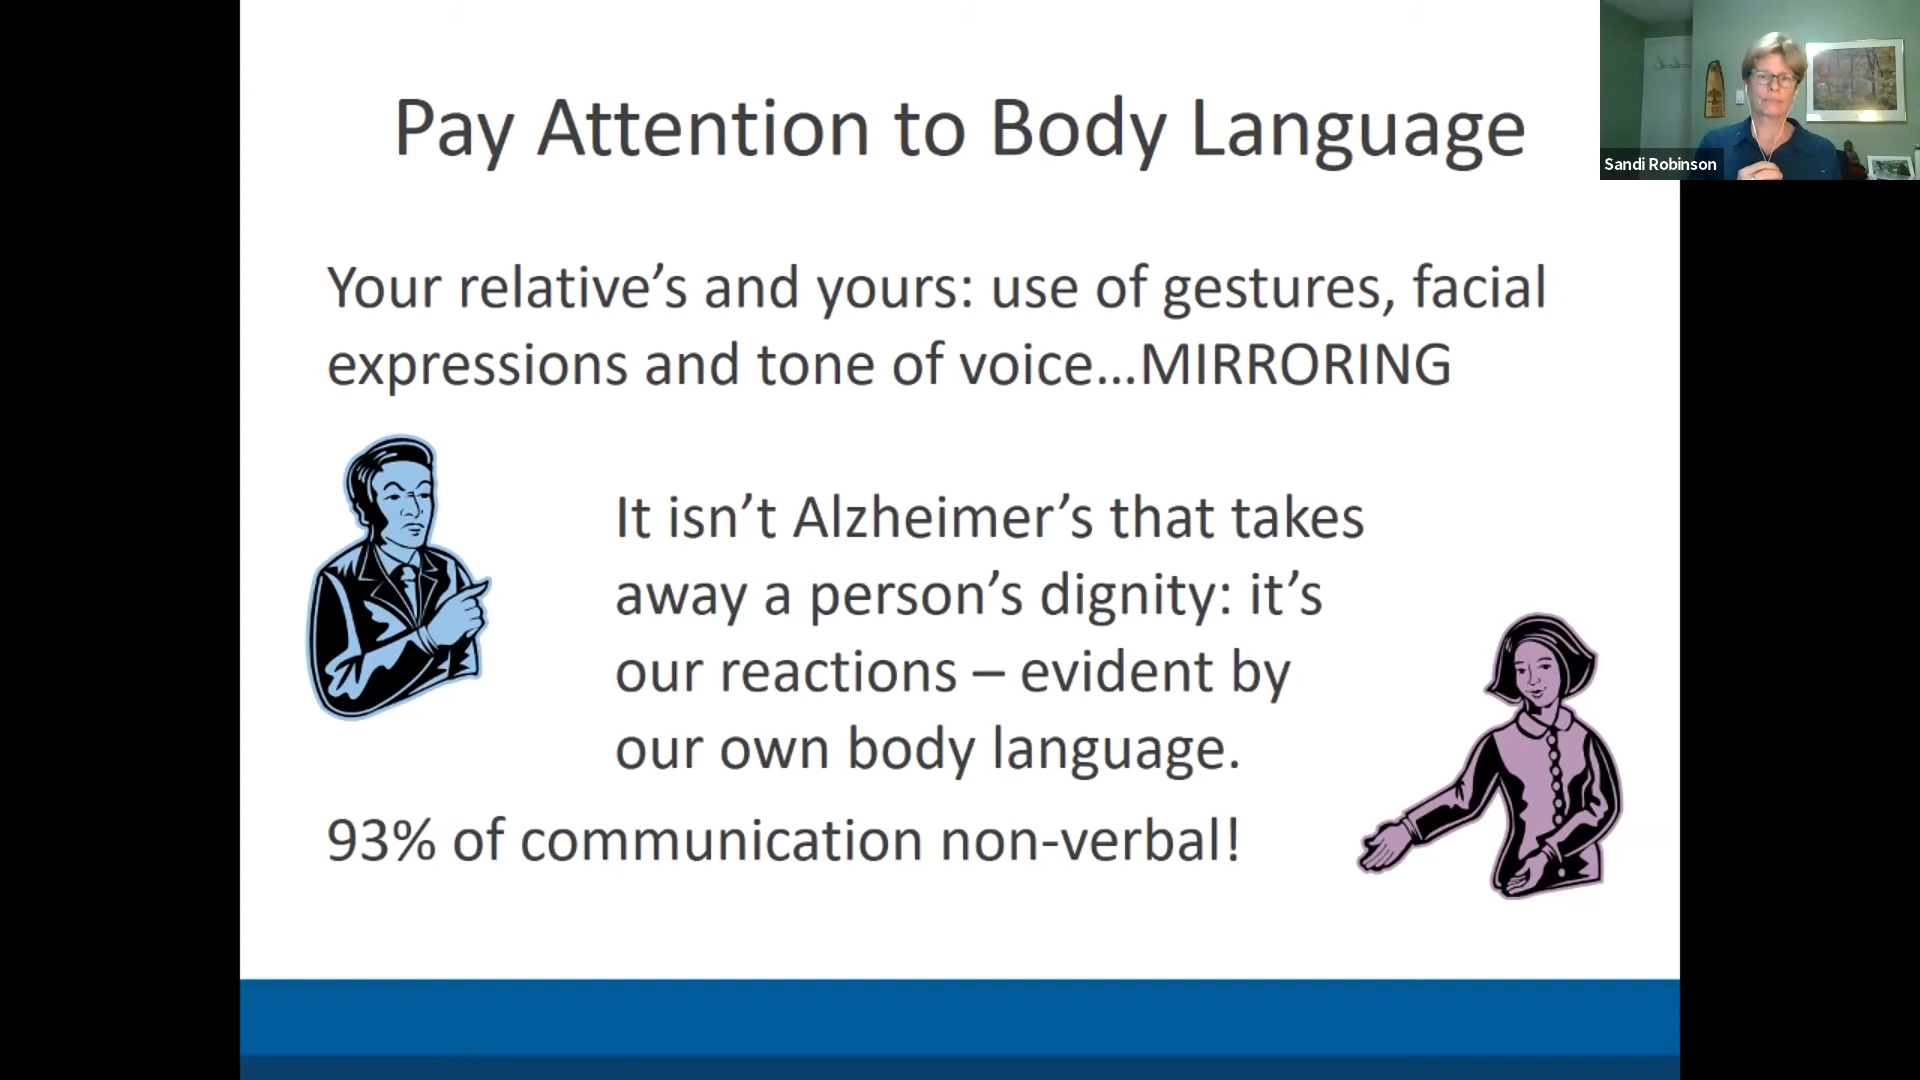 Pay Attention to Body Language
Sandi Robinson
Your relative’s and yours: use of gestures, facial
expressions and tone of voice…MIRRORING
It isn’t Alzheimer’s that takes
away a person’s dignity: it’s
our reactions – evident by
our own body language.
93% of communication non-verbal!